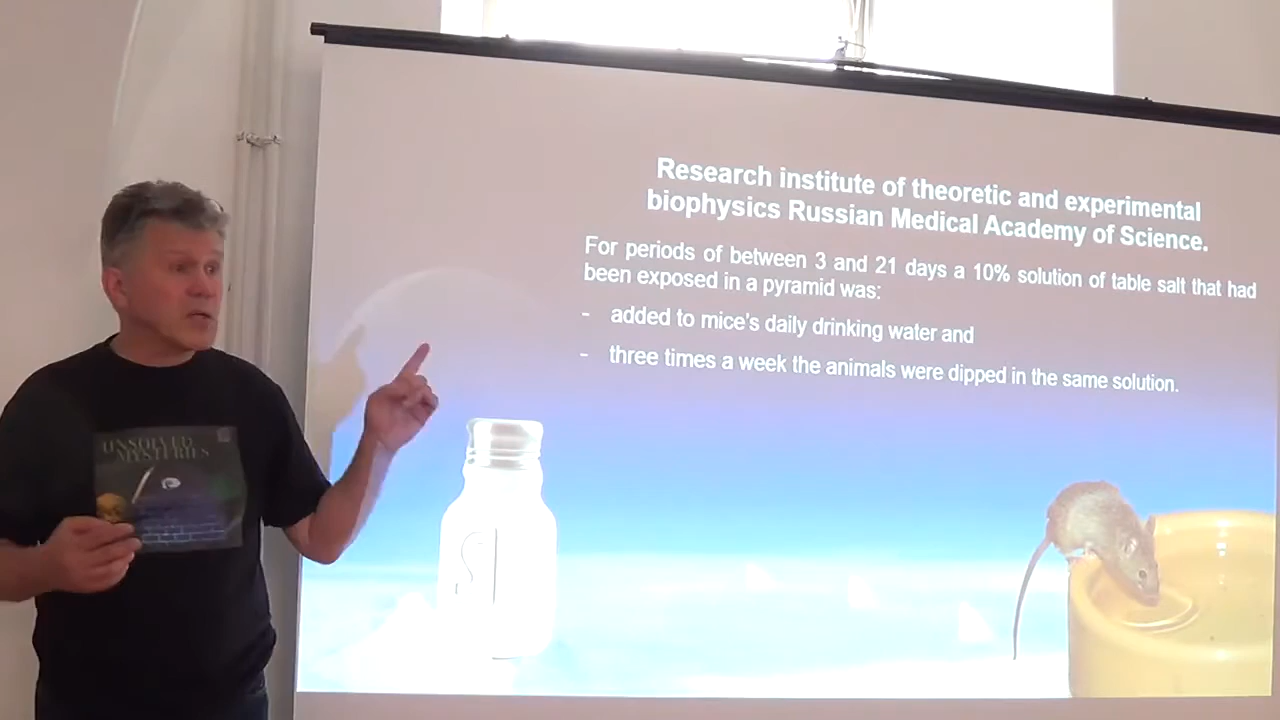 Research institute of theoretic and experimental
biophysics Russian Medical Academy of Science.
For periods of between 3 and 21 days a 10% solution of table salt that had
been exposed in a pyramid was:
- added to mice's daily drinking water and
- three times a week the animals were dipped in the same solution.
UNSOLVED
MYSTERIES
S